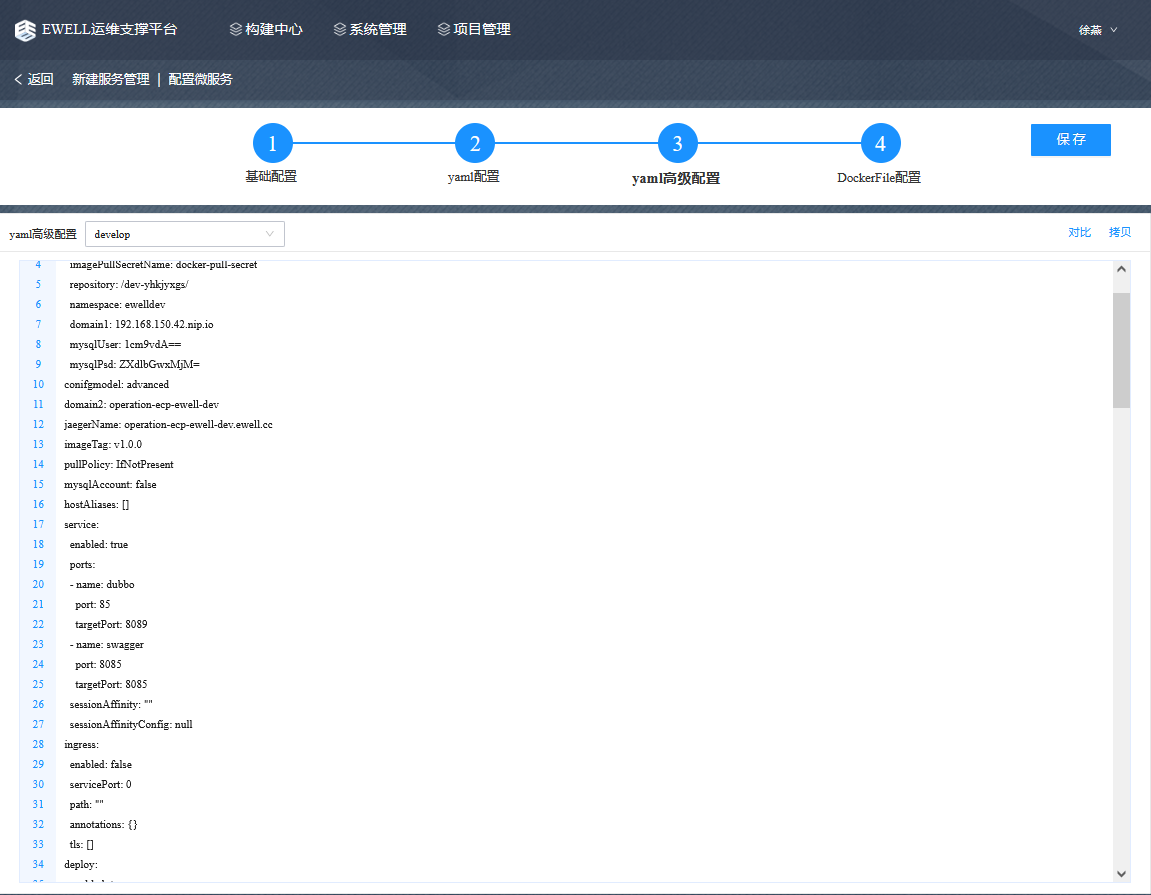 EWELL运维支撑平台 构建中心 系统管理 项目管理 徐燕
返回 新建服务管理 | 配置微服务
1 2 3 4 保存
基础配置 yaml配置 yaml高级配置 DockerFile配置
yaml高级配置 develop 对比 拷贝
4 imagePullSecretName: docker-pull-secret
5 repository: /dev-yhkjyxgs/
6 namespace: ewelldev
7 domain1: 192.168.150.42.nip.io
8 mysqlUser: 1cm9vdA==
9 mysqlPsd: ZXdlbGwxMjM=
10 conifgmodel: advanced
11 domain2: operation-ecp-ewell-dev
12 jaegerName: operation-ecp-ewell-dev.ewell.cc
13 imageTag: v1.0.0
14 pullPolicy: IfNotPresent
15 mysqlAccount: false
16 hostAliases: []
17 service:
18 enabled: true
19 ports:
20 - name: dubbo
21 port: 85
22 targetPort: 8089
23 - name: swagger
24 port: 8085
25 targetPort: 8085
26 sessionAffinity: ""
27 sessionAffinityConfig: null
28 ingress:
29 enabled: false
30 servicePort: 0
31 path: ""
32 annotations: {}
33 tls: []
34 deploy: